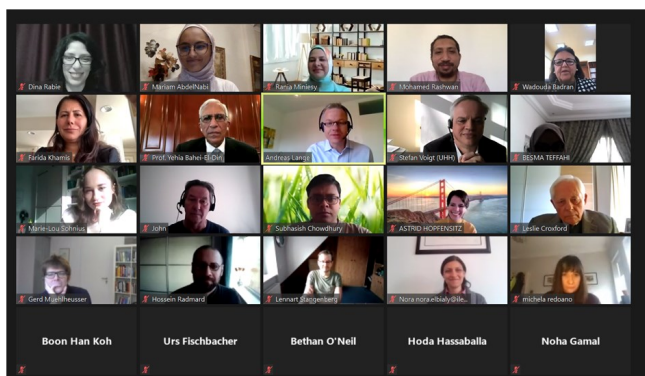 Dina Rabie
Mariam AbdelNabi
Rania Miniesy
Mohamed Rashwan
Wadouda Badran
Farida Khamis
Prof. Yehia Bahei-El-Din
Andreas Lange
Stefan Voigt (UHH)
BESMA TEFFAHI
Marie-Lou Sohnius
John
Subhasish Chowdhury
ASTRID HOPFENSITZ
Leslie Croxford
Gerd Muehlheusser
Hossein Radmard
Lennart Stangenberg
Nora nora.elbialy@ile...
michela redoano
Boon Han Koh
Urs Fischbacher
Bethan O'Neil
Hoda Hassaballa
Noha Gamal